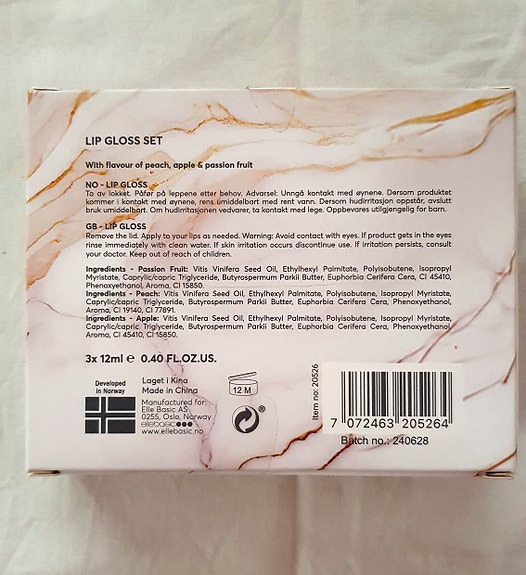 LIP GLOSS SET
With flavour of peach, apple & passion fruit
NO - LIP GLOSS
Ta av lokket. Påfør på leppene etter behov. Advarsel: Unngå kontakt med øynene. Dersom produktet
kommer i kontakt med øynene, rens umiddelbart med rent vann. Dersom hudirritasjon oppstår, avslutt
bruk umiddelbart. Om hudirritasjonen vedvarer, ta kontakt med lege. Oppbevares utilgjengelig for barn.
GB - LIP GLOSS
Remove the lid. Apply to your lips as needed. Warning: Avoid contact with eyes. If product gets in the eyes
rinse immediately with clean water. If skin irritation occurs discontinue use. If irritation persists, consult
your doctor. Keep out of reach of children.
Ingredients - Passion Fruit: Vitis Vinifera Seed Oil, Ethylhexyl Palmitate, Polyisobutene, Isopropyl
Myristate, Caprylic/capric Triglyceride, Butyrospermum Parkii Butter, Euphorbia Cerifera Cera, CI 45410,
Phenoxyethanol, Aroma, CI 15850.
Ingredients - Peach: Vitis Vinifera Seed Oil, Ethylhexyl Palmitate, Polyisobutene, Isopropyl Myristate,
Caprylic/capric Triglyceride, Butyrospermum Parkii Butter, Euphorbia Cerifera Cera, Phenoxyethanol,
Aroma, CI 19140, CI 77891.
Ingredients - Apple: Vitis Vinifera Seed Oil, Ethylhexyl Palmitate, Polyisobutene, Isopropyl Myristate,
Caprylic/capric Triglyceride, Butyrospermum Parkii Butter, Euphorbia Cerifera Cera, Phenoxyethanol,
Aroma, CI 15850.
3x 12ml ℮ 0.40 FL.OZ.US.
Developed
in Norway
Laget i Kina
Made in China
Manufactured for:
Elle Basic AS
0255, Oslo, Norway
ellebasic
www.ellebasic.no
12 M
Item no: 20526
7 072463 205264
Batch no.: 240628